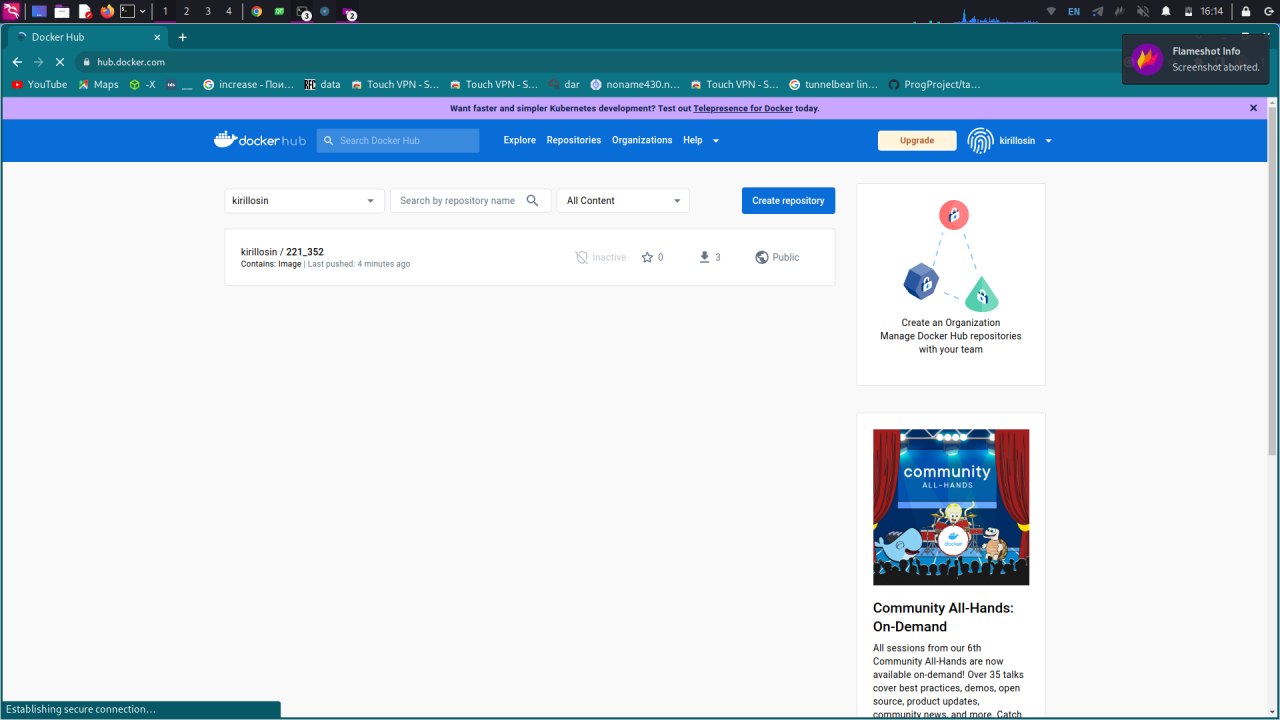 1 2 3 4 3 2 EN 16:14
Docker Hub
Flameshot Info
Screenshot aborted.
hub.docker.com
YouTube Maps -X __ increase - Пои... RFC data Touch VPN - S... Touch VPN - S... dar noname430.n... Touch VPN - S... tunnelbear lin... ProgProject/ta...
Want faster and simpler Kubernetes development? Test out Telepresence for Docker today.
docker hub Search Docker Hub Explore Repositories Organizations Help Upgrade kirillosin
kirillosin Search by repository name All Content Create repository
kirillosin / 221_352
Contains: Image | Last pushed: 4 minutes ago
Inactive 0 3 Public
Create an Organization
Manage Docker Hub repositories
with your team
community
ALL-HANDS
docker
Community All-Hands:
On-Demand
All sessions from our 6th
Community All-Hands are now
available on-demand! Over 35 talks
cover best practices, demos, open
source, product updates,
community news, and more. Catch
Establishing secure connection...